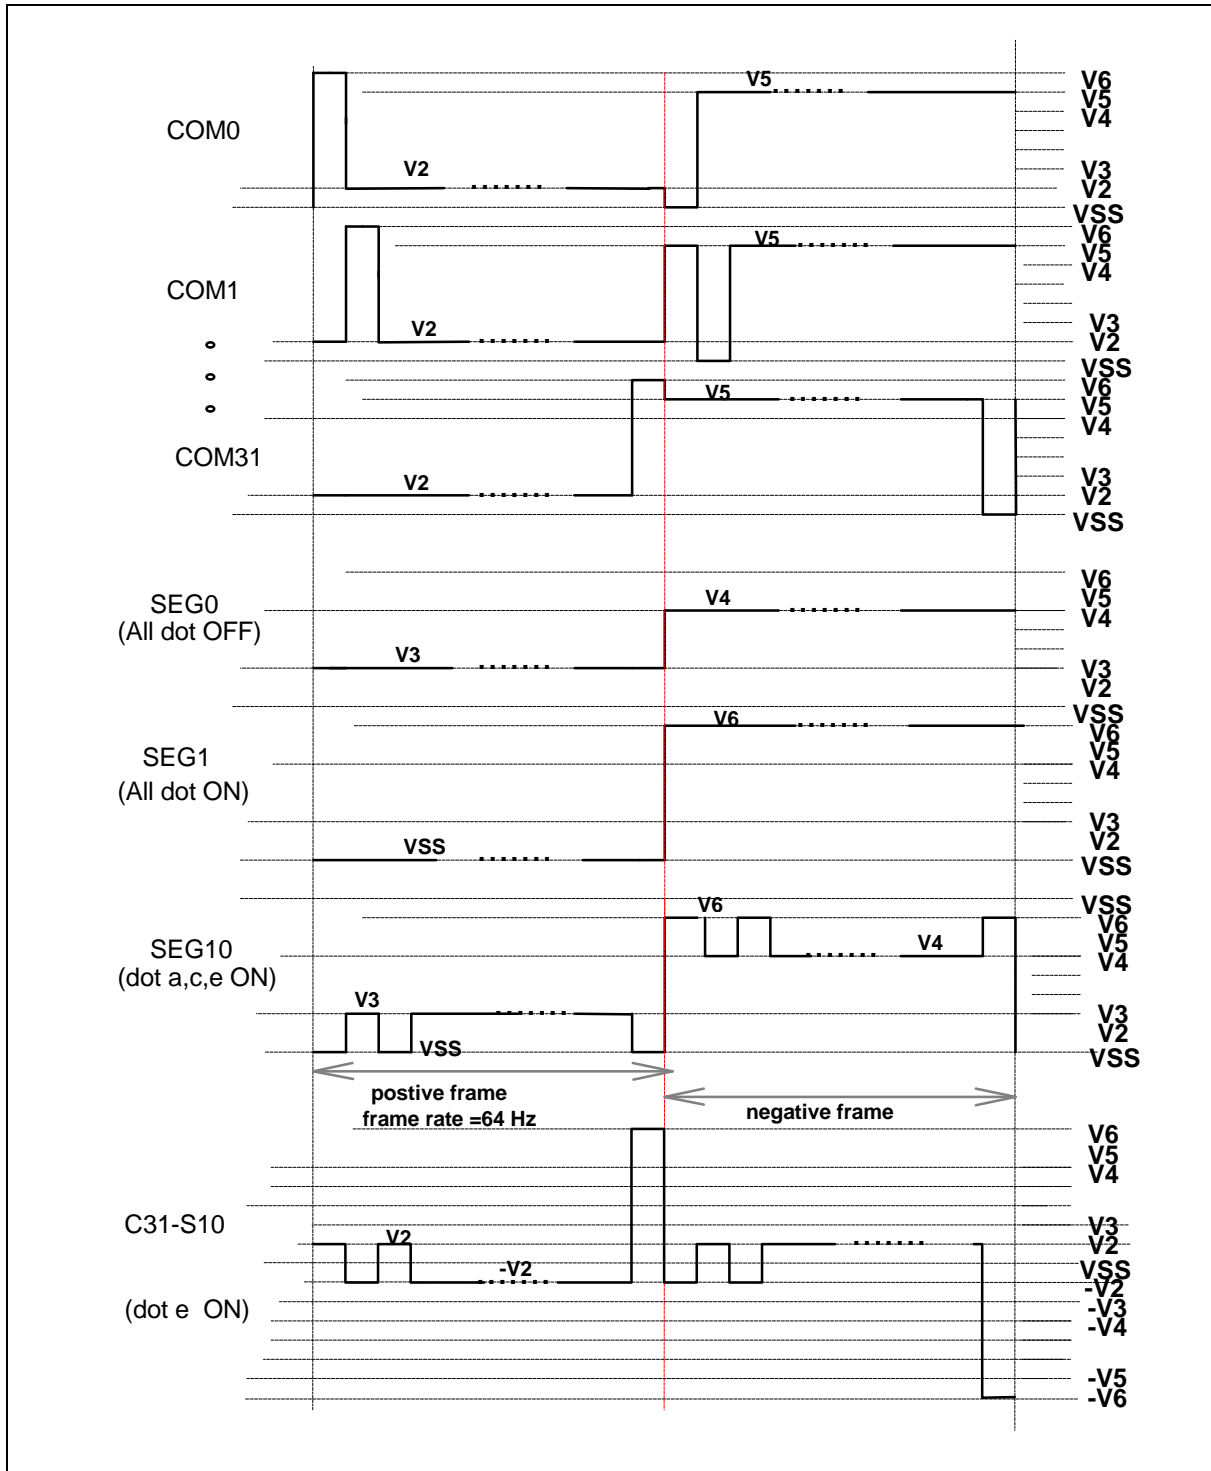 V6
V5
V5
V4
COM0
V3
V2
V2
VSS
V6
V5
V5
V4
COM1
V3
V2
V2
VSS
V6
V5
V5
V4
COM31
V3
V2
V2
VSS
V6
SEG0
V4
V5
V4
(All dot OFF)
V3
V3
V2
VSS
V6
V6
SEG1
V5
V4
(All dot ON)
V3
VSS
V2
VSS
V6
VSS
V6
SEG10
V4
V5
V4
(dot a,c,e ON)
V3
V3
VSS
V2
VSS
postive frame
frame rate =64 Hz
negative frame
V6
V5
V4
C31-S10
V2
V3
V2
-V2
VSS
-V2
(dot e ON)
-V3
-V4
-V5
-V6